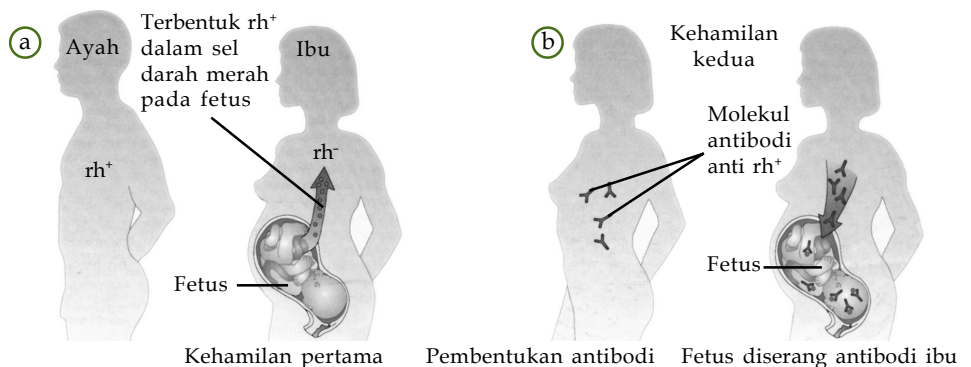 a
Ayah
Terbentuk rh⁺
dalam sel
darah merah
pada fetus
Ibu
rh⁺
rh⁻
Fetus
Kehamilan pertama
b
Kehamilan
kedua
Molekul
antibodi
anti rh⁺
Fetus
Pembentukan antibodi
Fetus diserang antibodi ibu